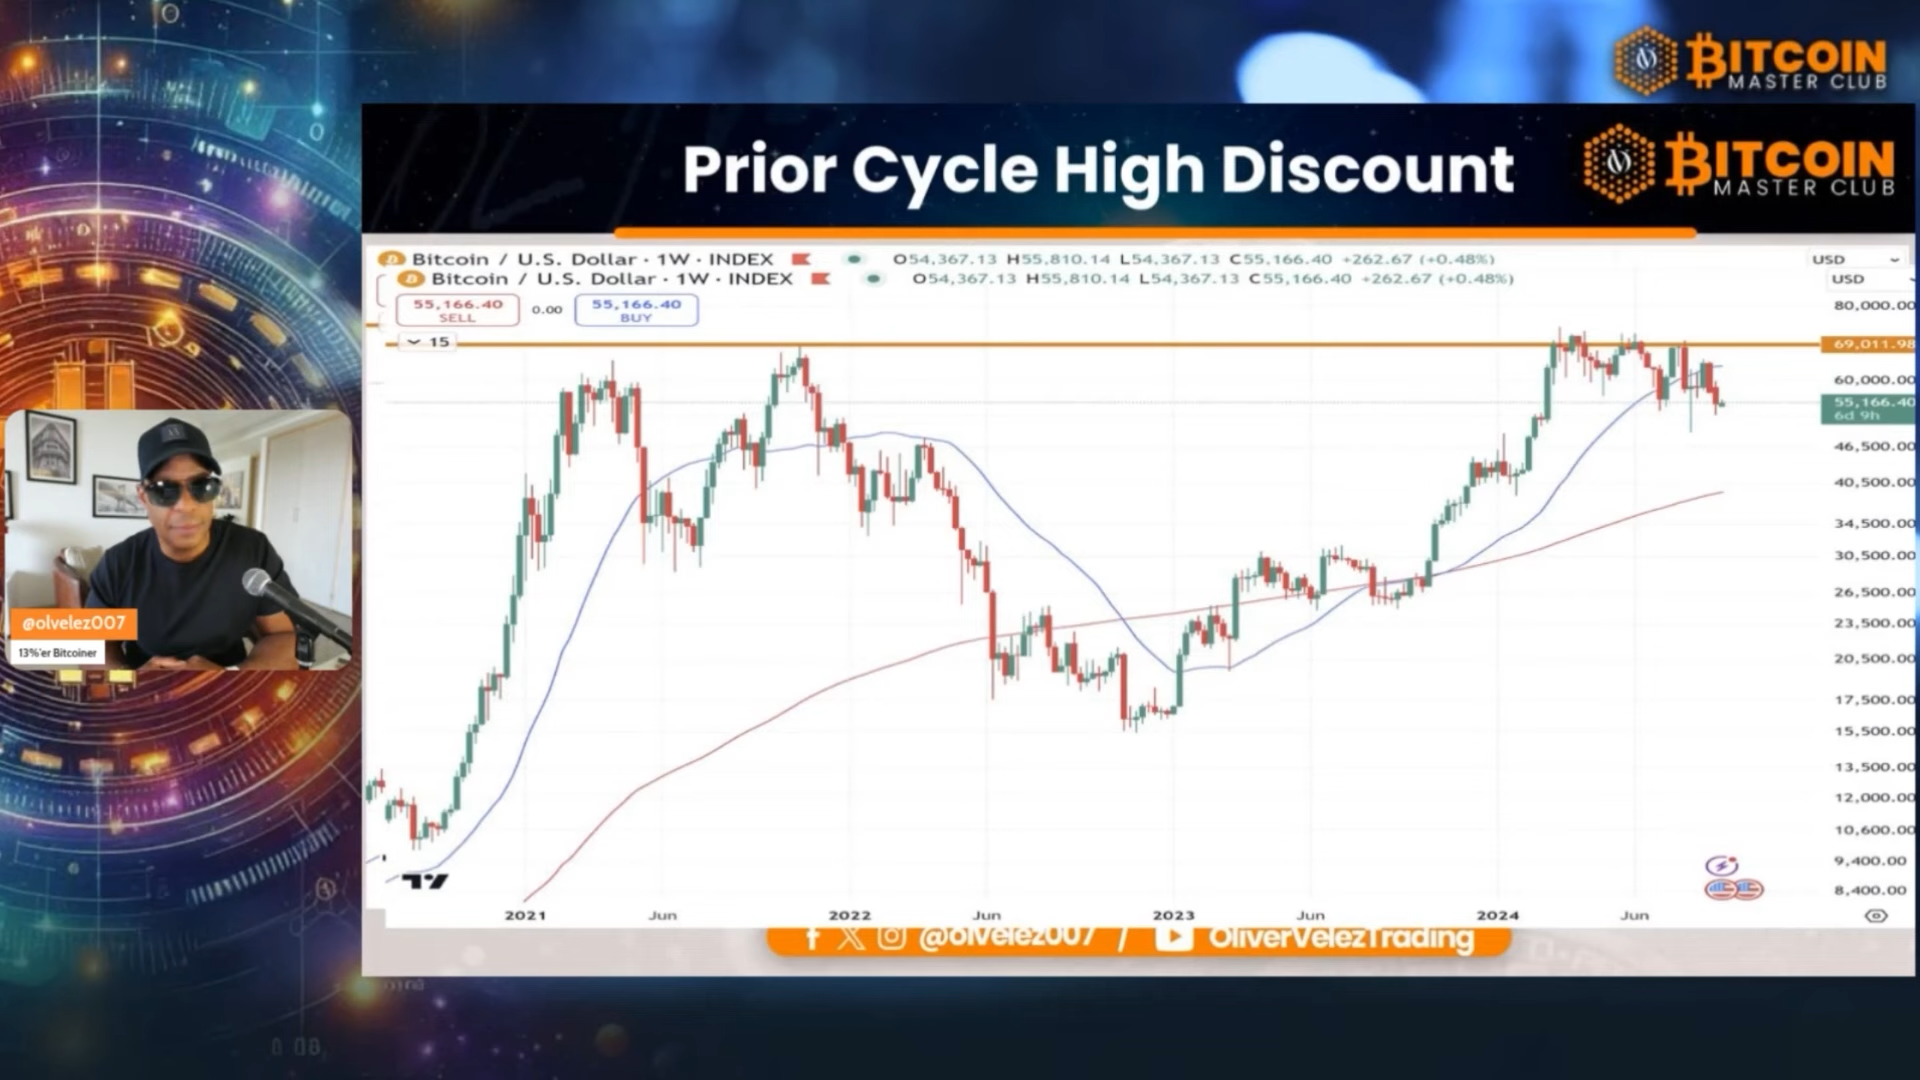 BITCOIN
MASTER CLUB
Prior Cycle High Discount
BITCOIN
MASTER CLUB
Bitcoin / U.S. Dollar · 1W · INDEX O54,367.13 H55,810.14 L54,367.13 C55,166.40 +262.67 (+0.48%) USD
Bitcoin / U.S. Dollar · 1W · INDEX O54,367.13 H55,810.14 L54,367.13 C55,166.40 +262.67 (+0.48%) USD
55,166.40 0.00 55,166.40
SELL BUY
15
80,000.00
69,011.98
60,000.00
55,166.40
6d 9h
46,500.00
40,500.00
34,500.00
30,500.00
26,500.00
23,500.00
20,500.00
17,500.00
15,500.00
13,500.00
12,000.00
10,600.00
9,400.00
8,400.00
2021 Jun 2022 Jun 2023 Jun 2024 Jun
@olvelez007 / OliverVelezTrading
@olvelez007
13%'er Bitcoiner